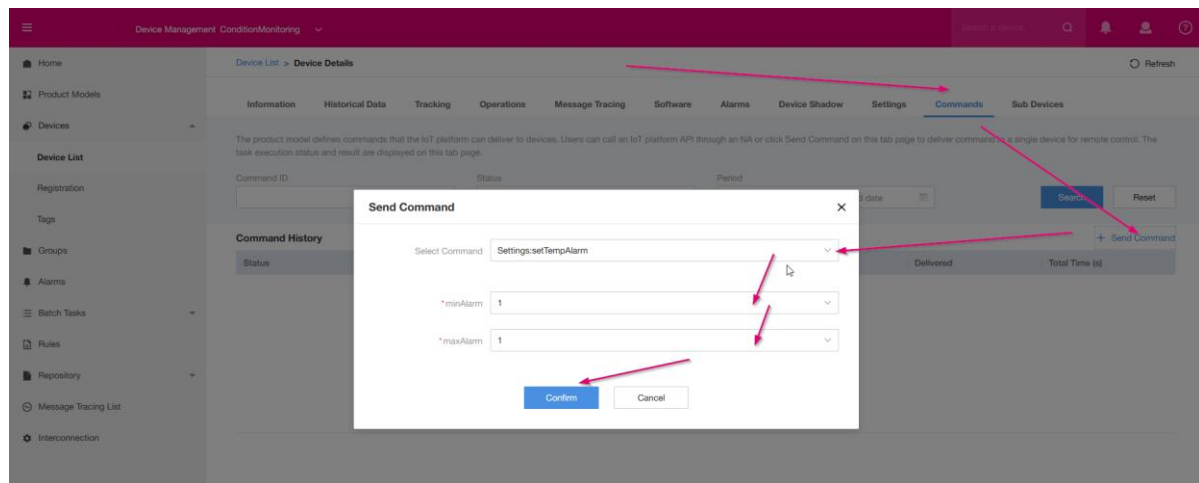 Device Management ConditionMonitoring
Search a device
Home
Device List > Device Details
Refresh
Product Models
Information Historical Data Tracking Operations Message Tracing Software Alarms Device Shadow Settings Commands Sub Devices
Devices
The product model defines commands that the IoT platform can deliver to devices. Users can call an IoT platform API through an NA or click Send Command on this tab page to deliver command a single device for remote control. The
task execution status and result are displayed on this tab page.
Device List
Command ID Status Period
Registration
d date
Search Reset
Tags
Send Command
Command History
+ Send Command
Groups
Select Command Settings:setTempAlarm
Status Delivered Total Time (s)
Alarms
*minAlarm 1
Batch Tasks
*maxAlarm 1
Rules
Repository
Confirm Cancel
Message Tracing List
Interconnection